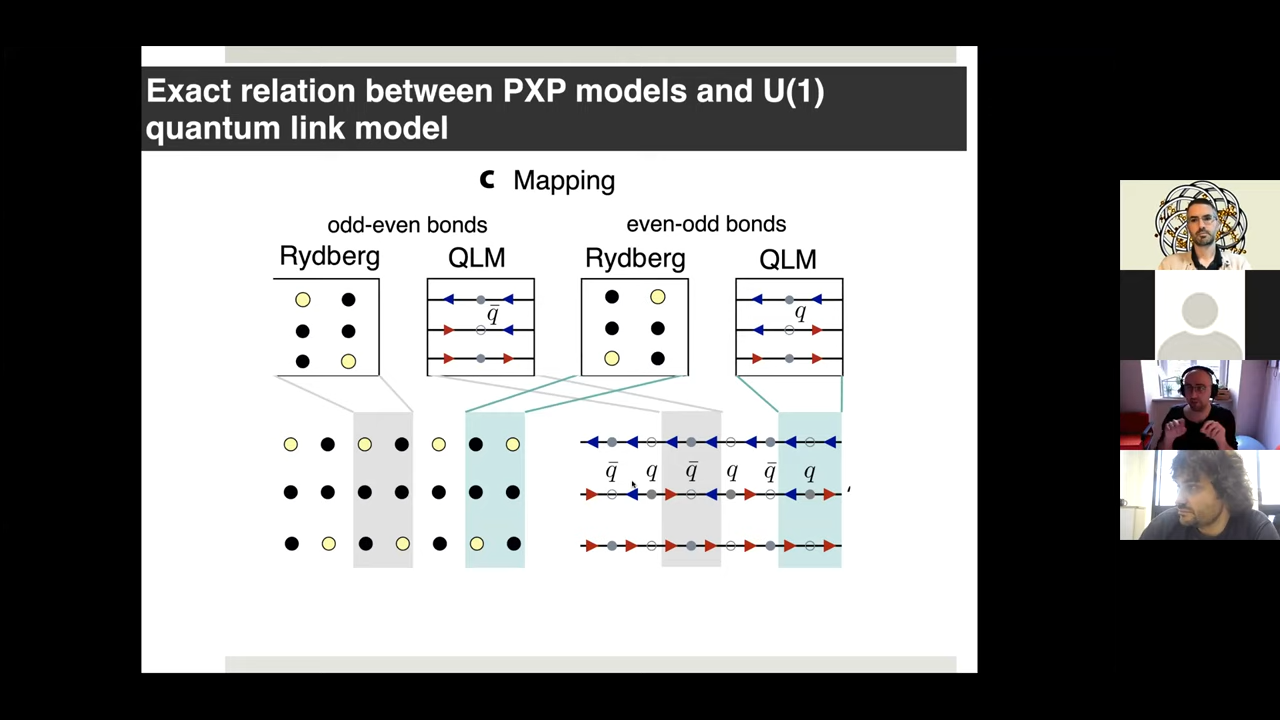 Exact relation between PXP models and U(1)
quantum link model
C Mapping
odd-even bonds
even-odd bonds
Rydberg
QLM
Rydberg
QLM
q̄
q
q̄ q q̄ q q̄ q